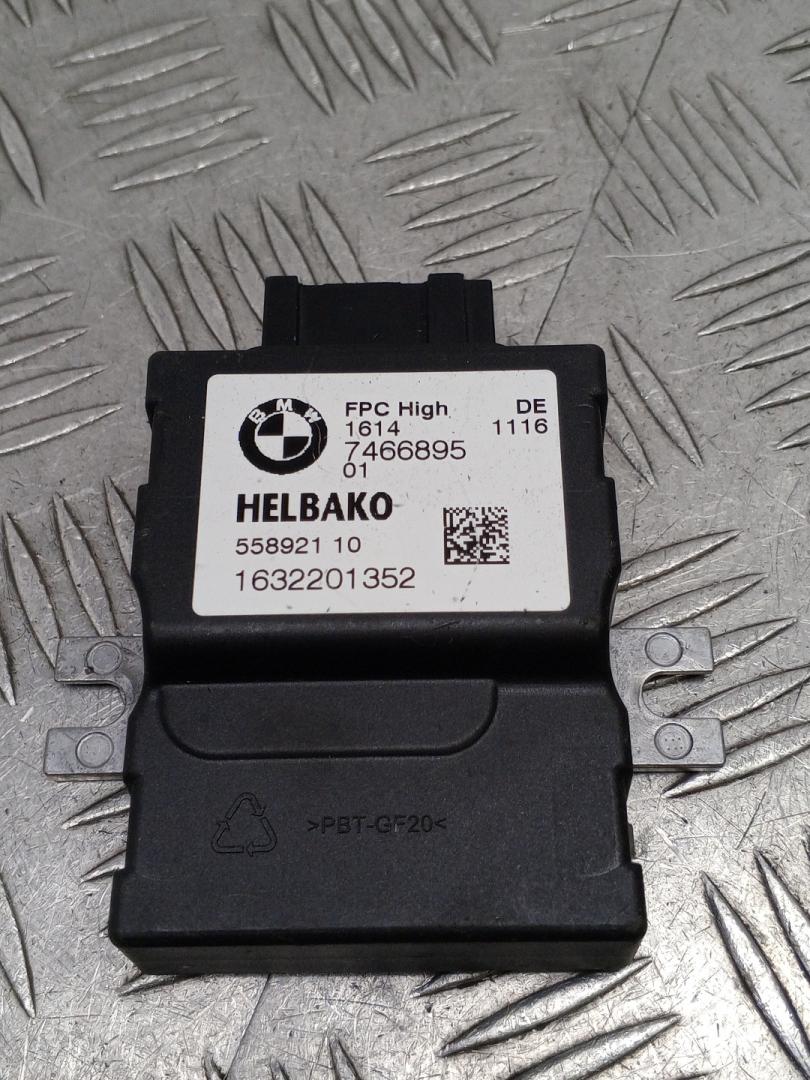 BMW
FPC High DE
1614 1116
7466895
01
HELBAKO
558921 10
1632201352
>PBT-GF20<